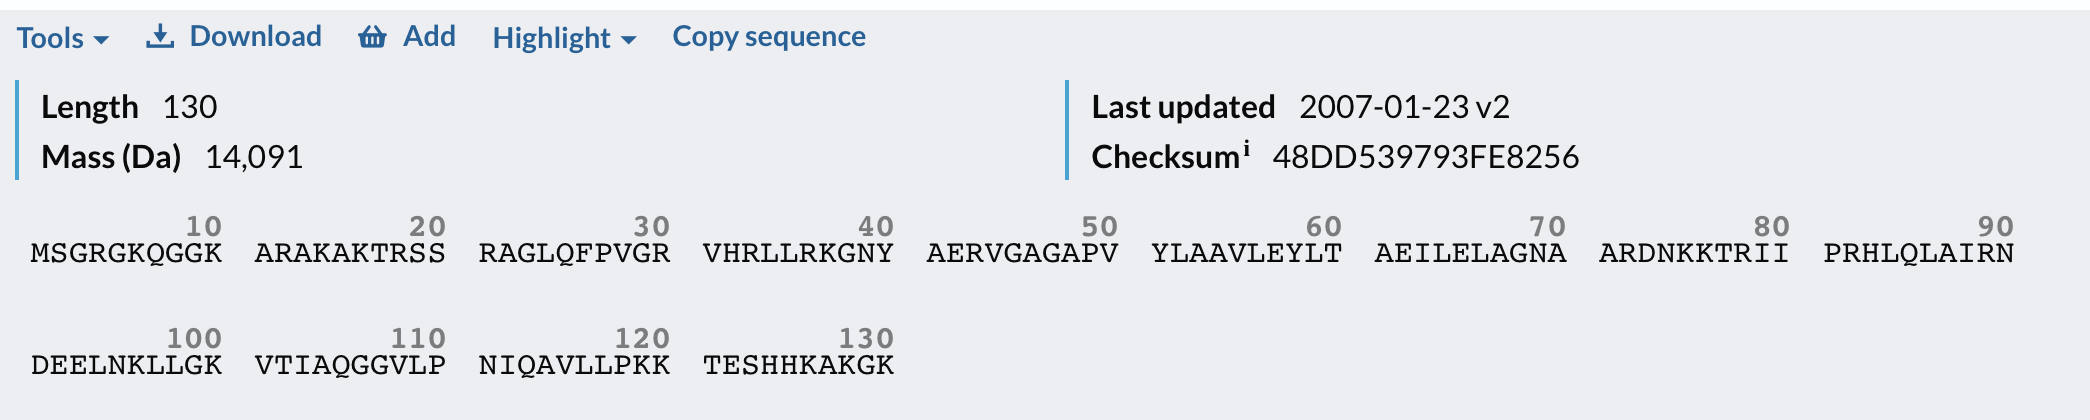 Tools Download Add Highlight Copy sequence
Length 130 Last updated 2007-01-23 v2
Mass (Da) 14,091 Checksumⁱ 48DD539793FE8256
10 20 30 40 50 60 70 80 90
MSGRGKQGGK ARAKAKTRSS RAGLQFPVGR VHRLLRKGNY AERVGAGAPV YLAAVLEYLT AEILELAGNA ARDNKKTRII PRHLQLAIRN
100 110 120 130
DEELNKLLGK VTIAQGGVLP NIQAVLLPKK TESHHKAKGK